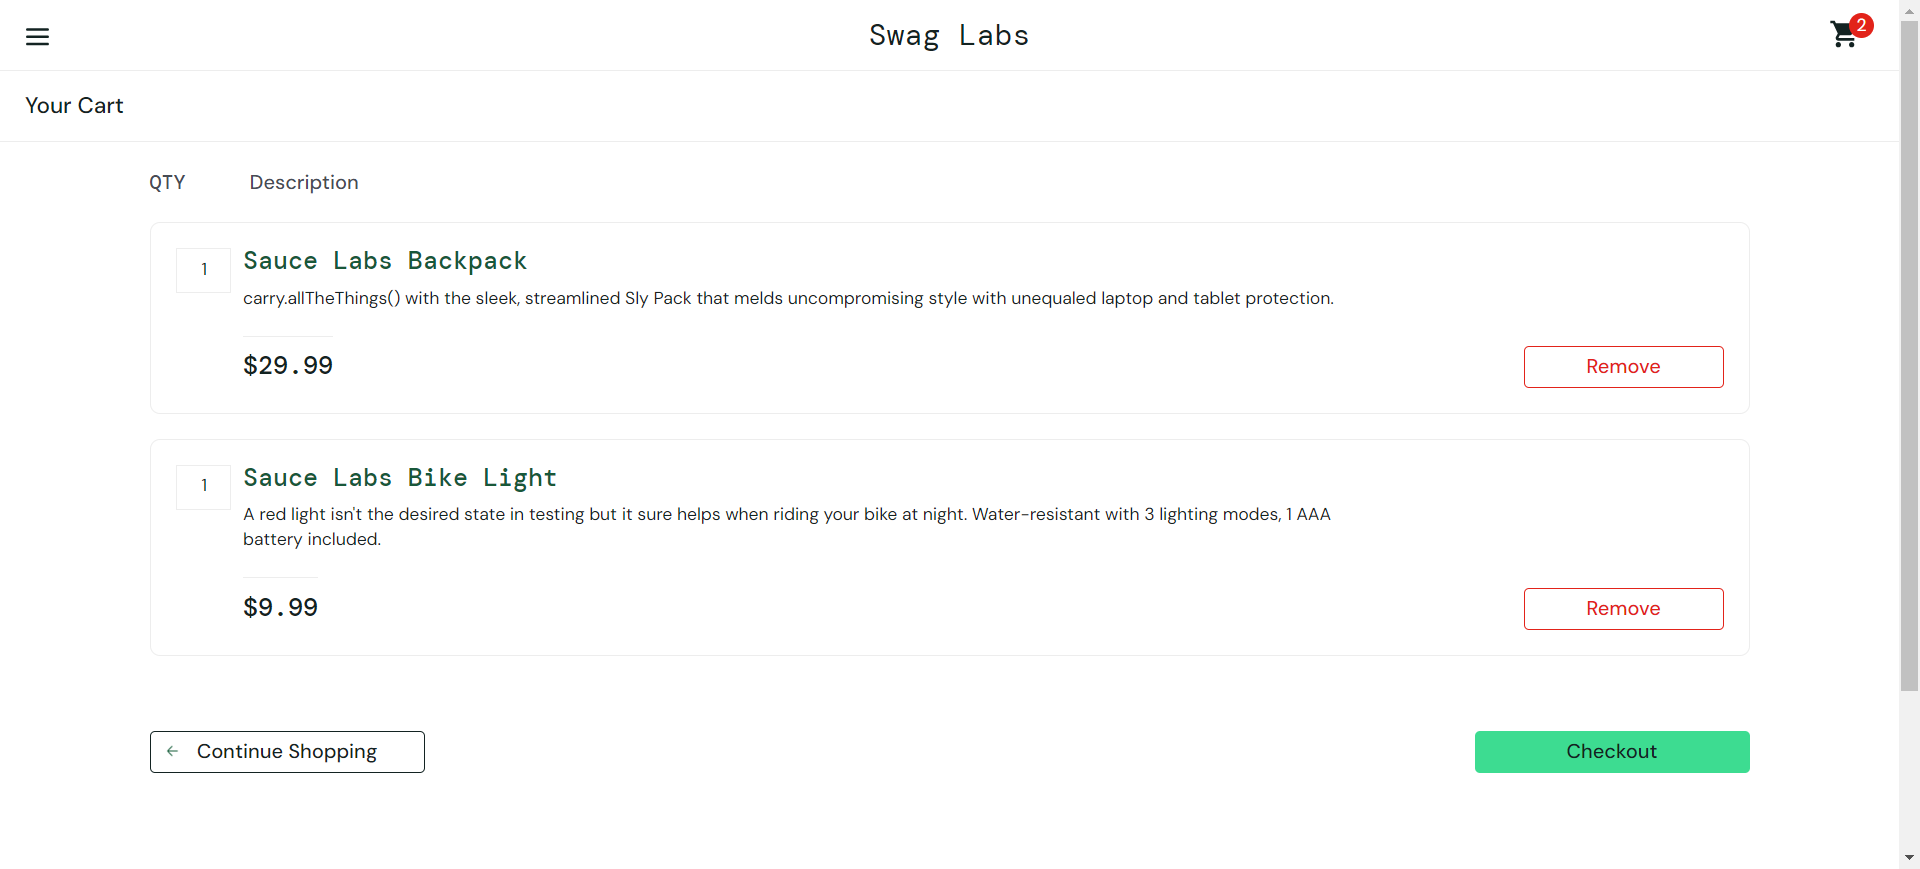 Swag Labs
2
Your Cart
QTY Description
1
Sauce Labs Backpack
carry.allTheThings() with the sleek, streamlined Sly Pack that melds uncompromising style with unequaled laptop and tablet protection.
$29.99
Remove
1
Sauce Labs Bike Light
A red light isn't the desired state in testing but it sure helps when riding your bike at night. Water-resistant with 3 lighting modes, 1 AAA
battery included.
$9.99
Remove
Continue Shopping
Checkout